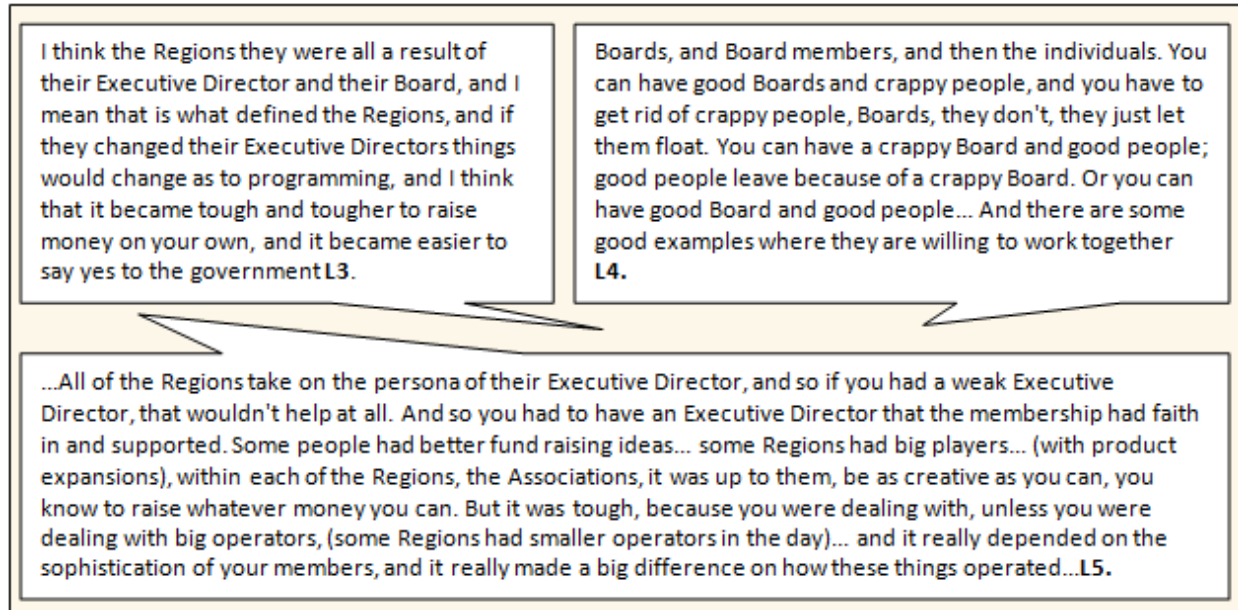 I think the Regions they were all a result of
their Executive Director and their Board, and I
mean that is what defined the Regions, and if
they changed their Executive Directors things
would change as to programming, and I think
that it became tough and tougher to raise
money on your own, and it became easier to
say yes to the government L3.
Boards, and Board members, and then the individuals. You
can have good Boards and crappy people, and you have to
get rid of crappy people, Boards, they don't, they just let
them float. You can have a crappy Board and good people;
good people leave because of a crappy Board. Or you can
have good Board and good people... And there are some
good examples where they are willing to work together
L4.
...All of the Regions take on the persona of their Executive Director, and so if you had a weak Executive
Director, that wouldn't help at all. And so you had to have an Executive Director that the membership had faith
in and supported. Some people had better fund raising ideas... some Regions had big players... (with product
expansions), within each of the Regions, the Associations, it was up to them, be as creative as you can, you
know to raise whatever money you can. But it was tough, because you were dealing with, unless you were
dealing with big operators, (some Regions had smaller operators in the day)... and it really depended on the
sophistication of your members, and it really made a big difference on how these things operated...L5.